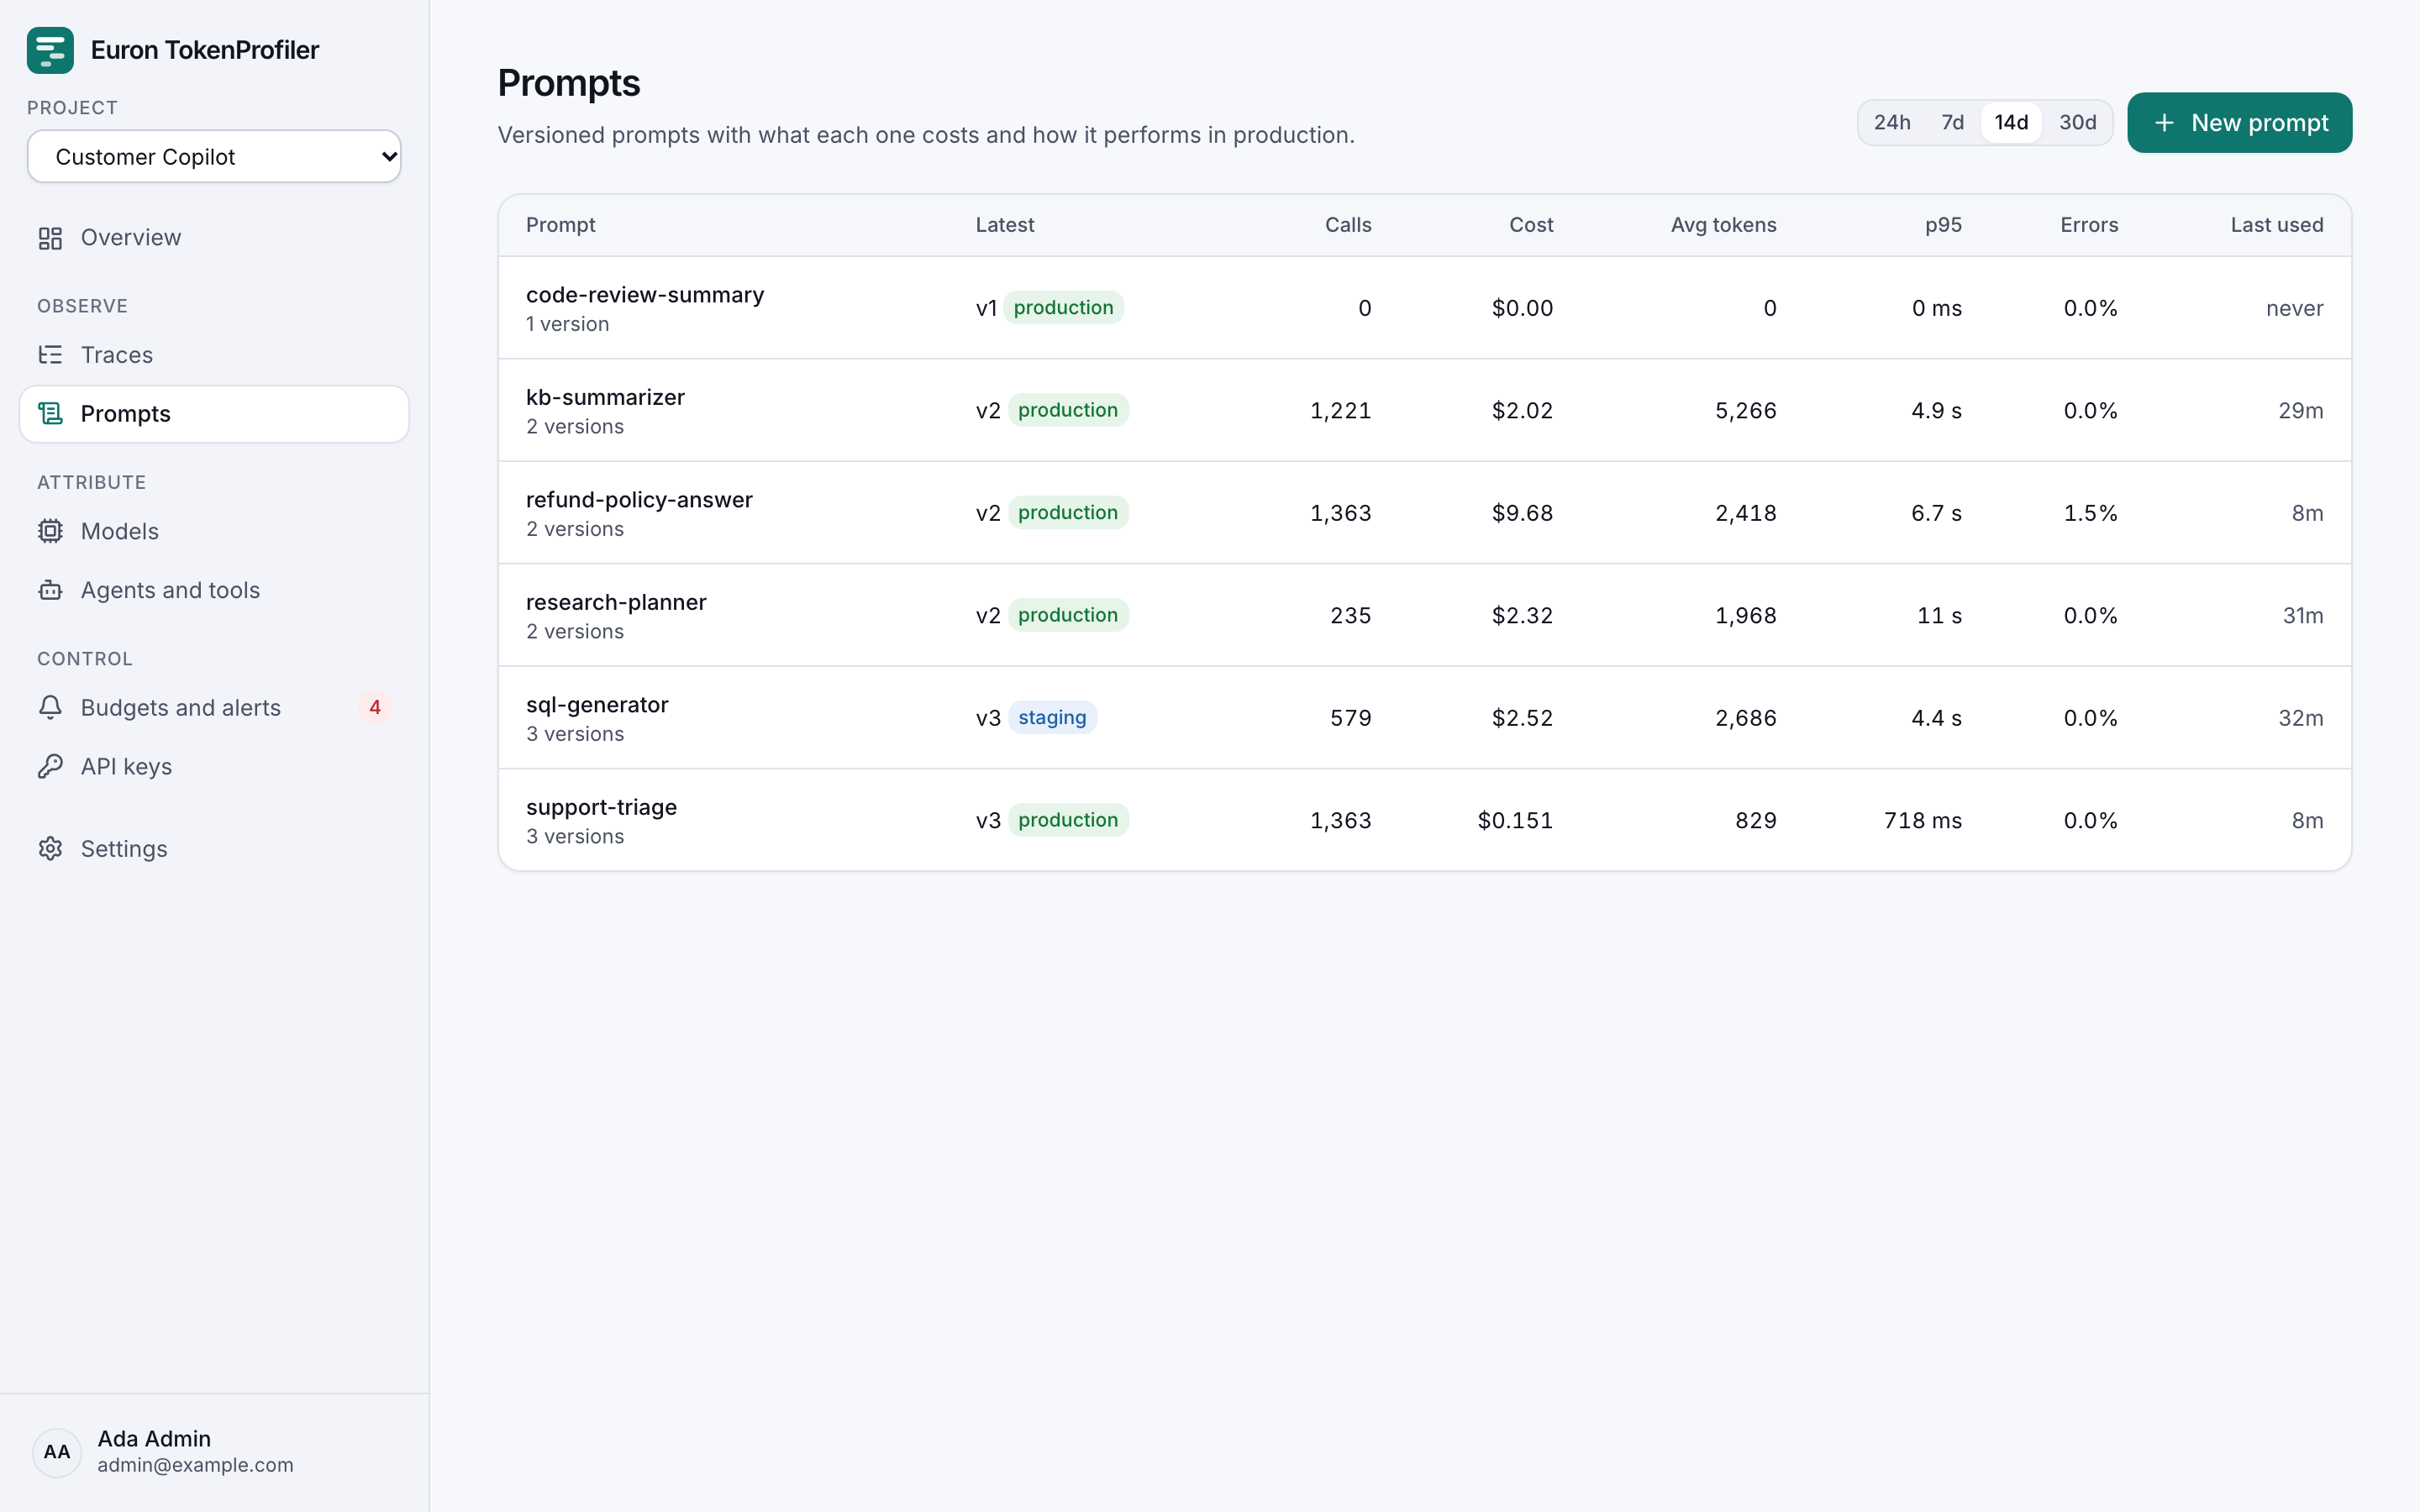 Euron TokenProfiler
PROJECT
Customer Copilot
Overview
OBSERVE
Traces
Prompts
ATTRIBUTE
Models
Agents and tools
CONTROL
Budgets and alerts 4
API keys
Settings
AA
Ada Admin
admin@example.com
Prompts
Versioned prompts with what each one costs and how it performs in production.
24h 7d 14d 30d
New prompt
Prompt Latest Calls Cost Avg tokens p95 Errors Last used
code-review-summary
1 version
v1 production 0 $0.00 0 0 ms 0.0% never
kb-summarizer
2 versions
v2 production 1,221 $2.02 5,266 4.9 s 0.0% 29m
refund-policy-answer
2 versions
v2 production 1,363 $9.68 2,418 6.7 s 1.5% 8m
research-planner
2 versions
v2 production 235 $2.32 1,968 11 s 0.0% 31m
sql-generator
3 versions
v3 staging 579 $2.52 2,686 4.4 s 0.0% 32m
support-triage
3 versions
v3 production 1,363 $0.151 829 718 ms 0.0% 8m